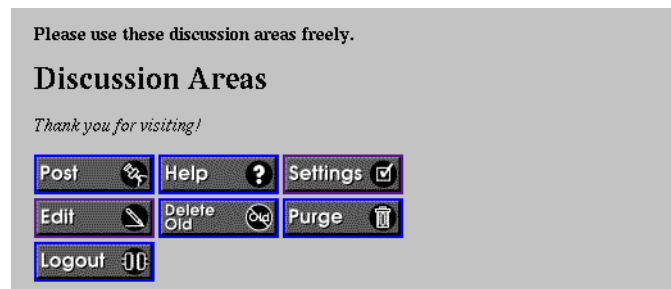 Please use these discussion areas freely.
Discussion Areas
Thank you for visiting!
Post Help ? Settings
Edit Delete Old Old Purge
Logout